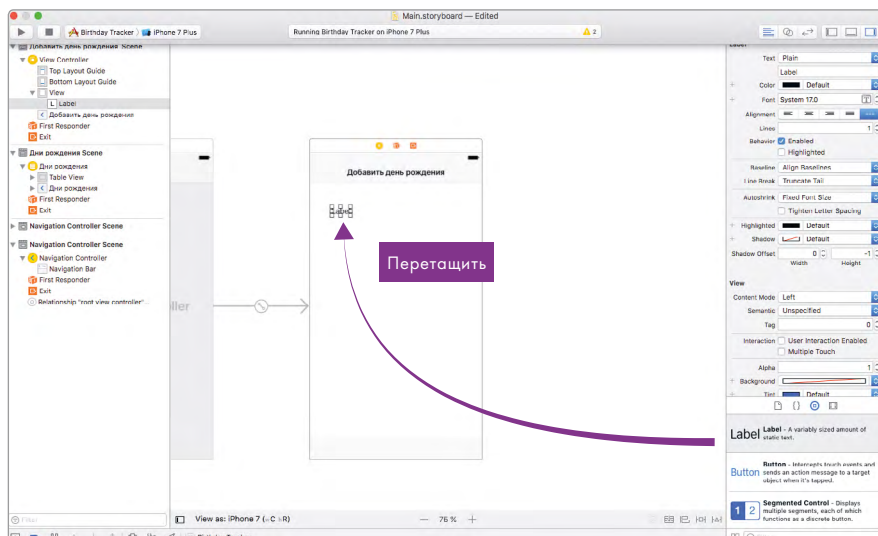 Main.storyboard — Edited
Birthday Tracker
iPhone 7 Plus
Running Birthday Tracker on iPhone 7 Plus
2
Добавить день рождения Scene
View Controller
Top Layout Guide
Bottom Layout Guide
View
L Label
Добавить день рождения
First Responder
Exit
Дни рождения Scene
Дни рождения
Table View
Дни рождения
First Responder
Exit
Navigation Controller Scene
Navigation Controller Scene
Navigation Controller
Navigation Bar
First Responder
Exit
Relationship "root view controller"...
Filter
ller
Добавить день рождения
Label
Перетащить
View as: iPhone 7 (wC hR)
— 76 % +
Label
Text Plain
Label
Color Default
Font System 17.0
Alignment
Lines 1
Behavior Enabled
Highlighted
Baseline Align Baselines
Line Break Truncate Tail
Autoshrink Fixed Font Size
Tighten Letter Spacing
Highlighted Default
Shadow Default
Shadow Offset 0 -1
Width Height
View
Content Mode Left
Semantic Unspecified
Tag 0
Interaction User Interaction Enabled
Multiple Touch
Alpha 1
Background
Tint Default
Label
Label - A variably sized amount of
static text.
Button
Button - Intercepts touch events and
sends an action message to a target
object when it's tapped.
1 2
Segmented Control - Displays
multiple segments, each of which
functions as a discrete button.